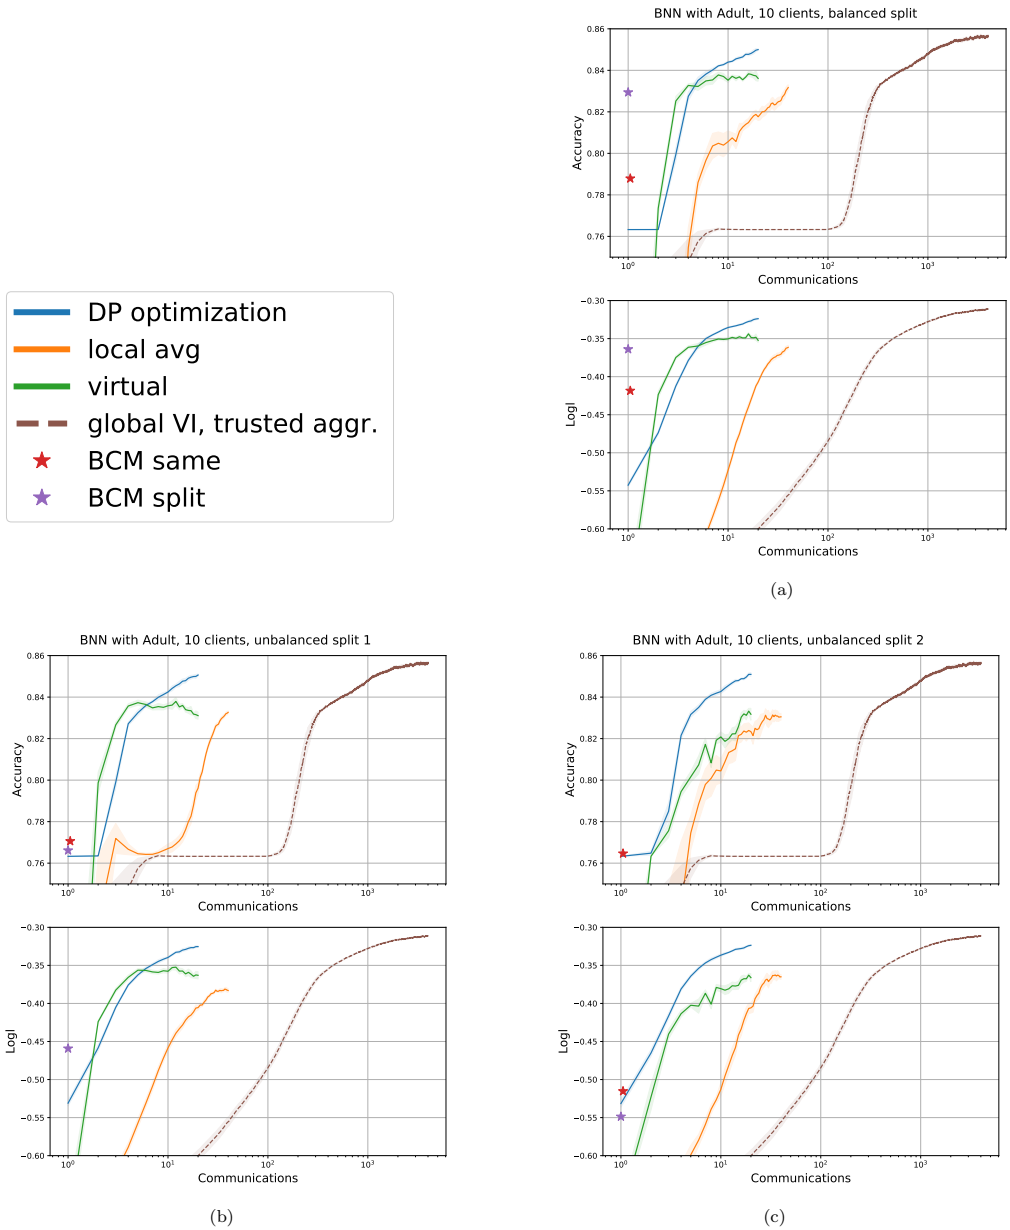 BNN with Adult, 10 clients, balanced split
0.86
0.84
0.82
0.80
0.78
0.76
Accuracy
10⁰
10¹
10²
10³
Communications
DP optimization
local avg
virtual
global VI, trusted aggr.
BCM same
BCM split
−0.30
−0.35
−0.40
−0.45
−0.50
−0.55
−0.60
Logl
10⁰
10¹
10²
10³
Communications
(a)
BNN with Adult, 10 clients, unbalanced split 1
0.86
0.84
0.82
0.80
0.78
0.76
Accuracy
10⁰
10¹
10²
10³
Communications
−0.30
−0.35
−0.40
−0.45
−0.50
−0.55
−0.60
Logl
10⁰
10¹
10²
10³
Communications
(b)
BNN with Adult, 10 clients, unbalanced split 2
0.86
0.84
0.82
0.80
0.78
0.76
Accuracy
10⁰
10¹
10²
10³
Communications
−0.30
−0.35
−0.40
−0.45
−0.50
−0.55
−0.60
Logl
10⁰
10¹
10²
10³
Communications
(c)